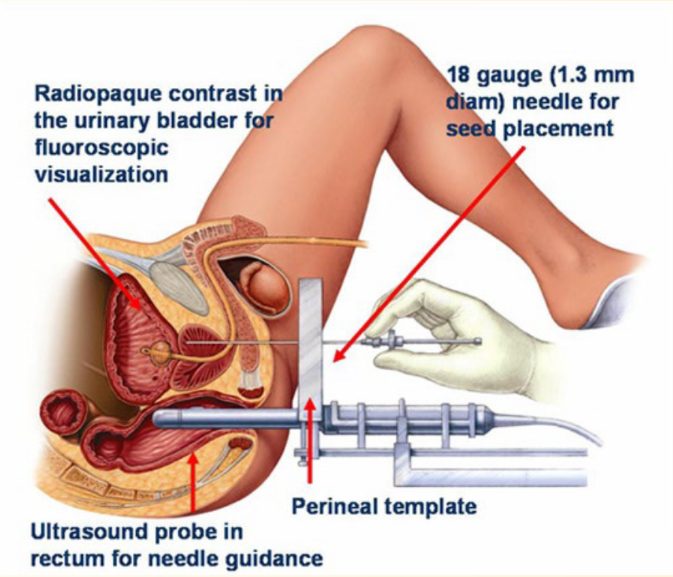 Radiopaque contrast in
the urinary bladder for
fluoroscopic
visualization
18 gauge (1.3 mm
diam) needle for
seed placement
Perineal template
Ultrasound probe in
rectum for needle guidance